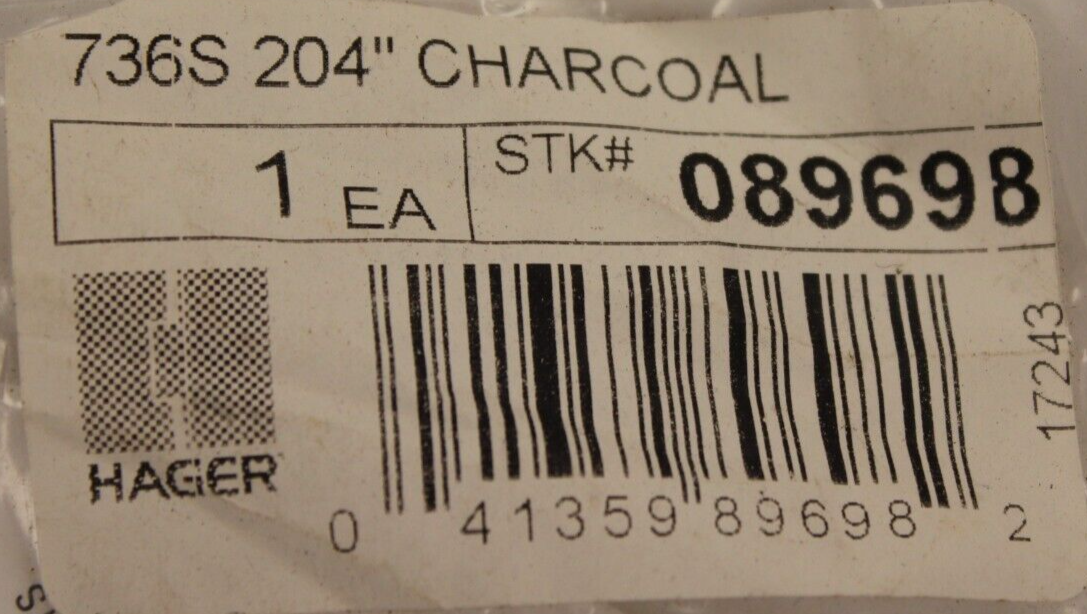 736S 204" CHARCOAL
1 EA
STK# 089698
HAGER
0 41359 89698 2
17243